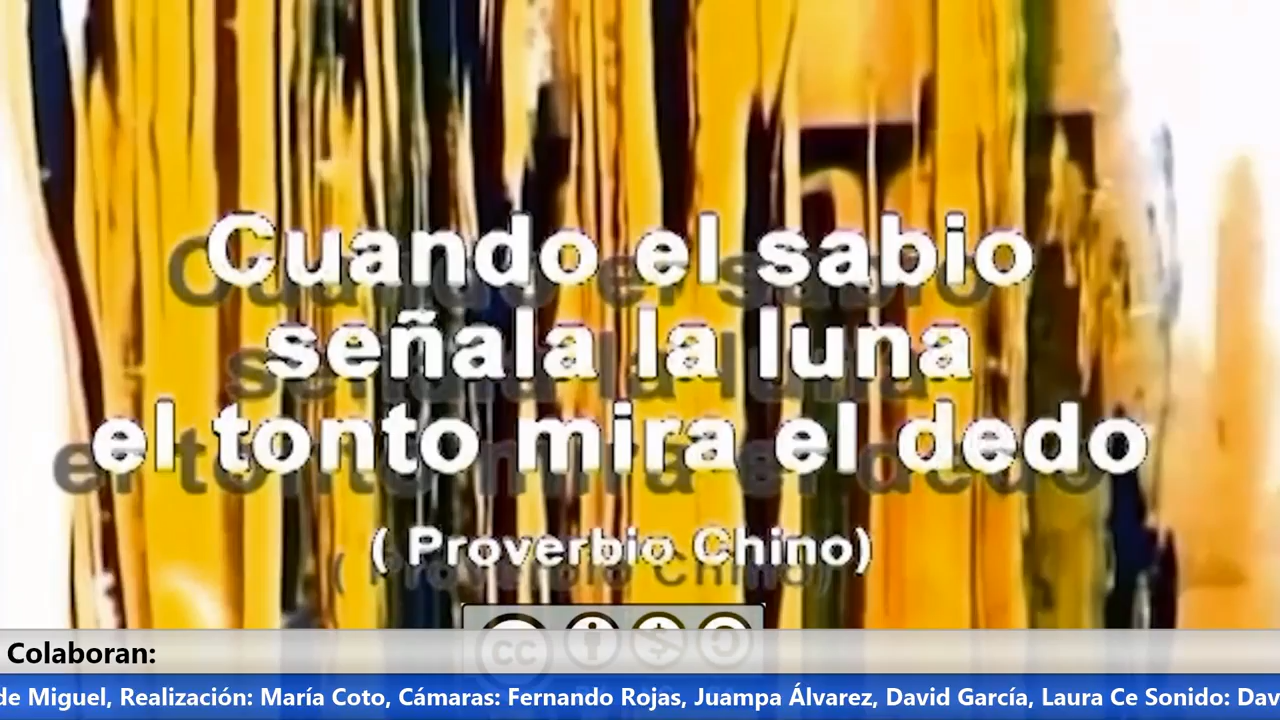 Cuando el sabio
señala la luna
el tonto mira el dedo
( Proverbio Chino)
cc
Colaboran:
de Miguel, Realización: María Coto, Cámaras: Fernando Rojas, Juampa Álvarez, David García, Laura Ce Sonido: Dav